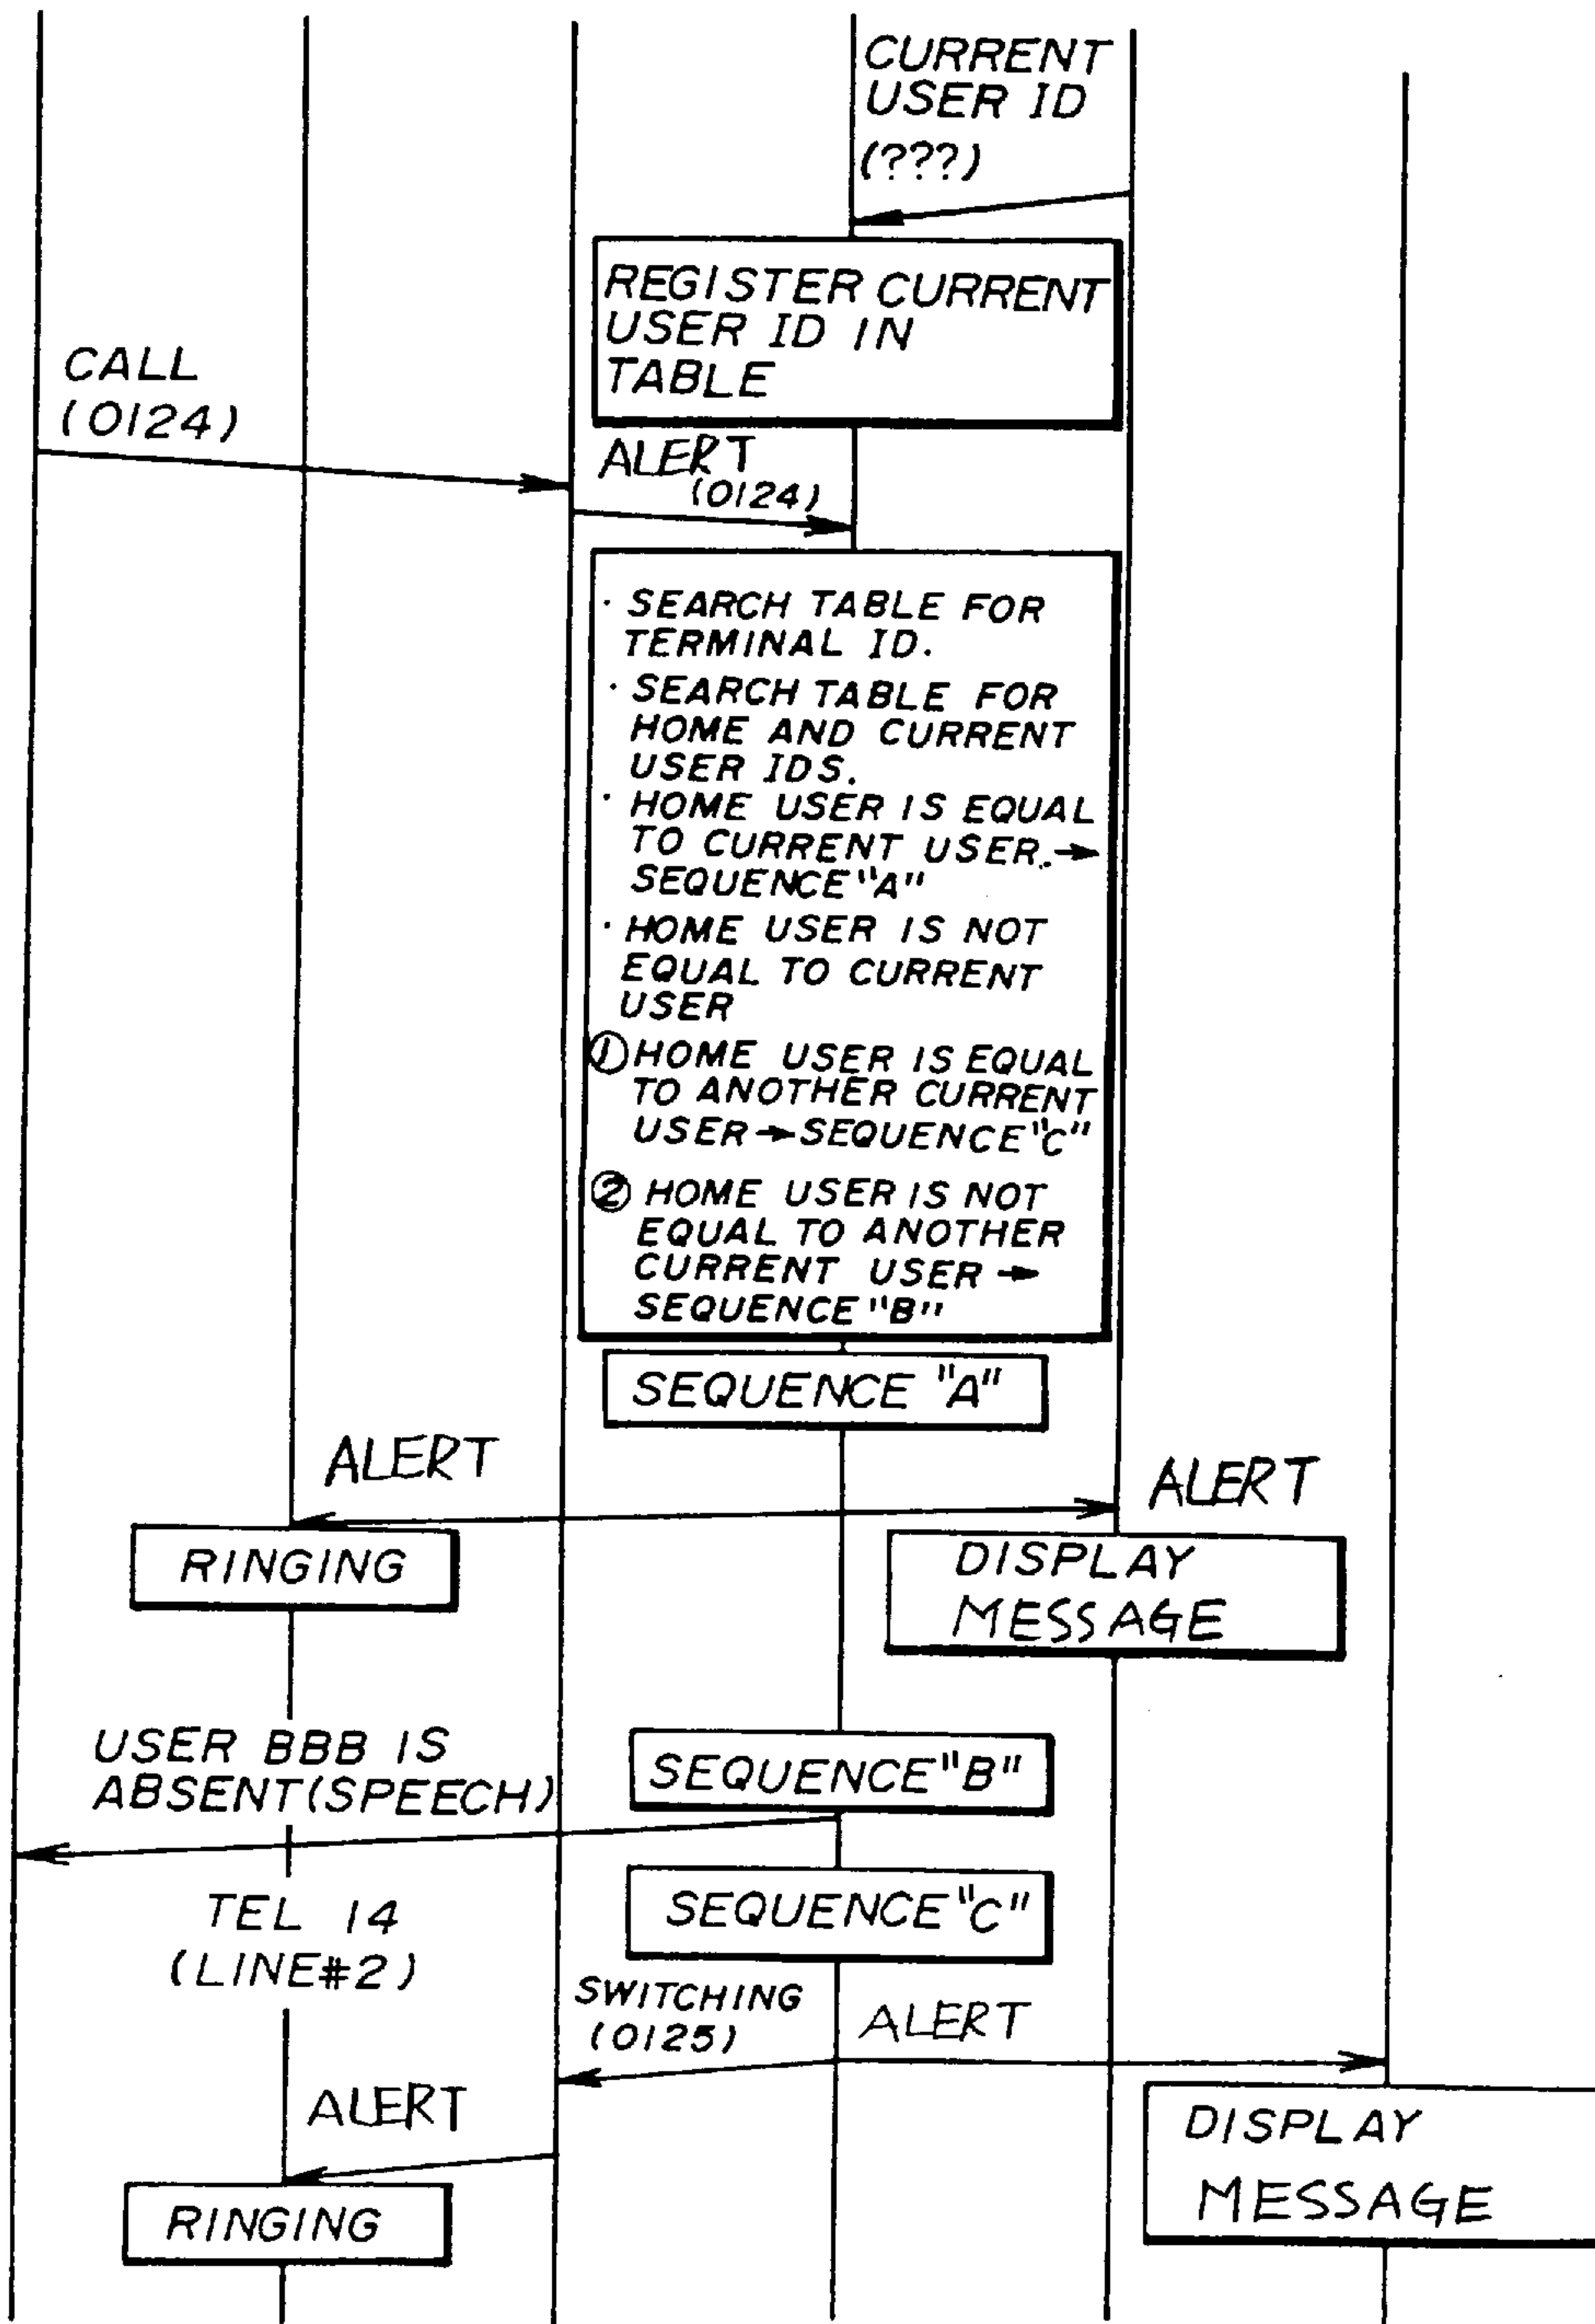 CURRENT
USER ID
(???)
REGISTER CURRENT
USER ID IN
TABLE
CALL
(0124)
ALERT
(0124)
· SEARCH TABLE FOR
TERMINAL ID.
· SEARCH TABLE FOR
HOME AND CURRENT
USER IDS.
· HOME USER IS EQUAL
TO CURRENT USER.→
SEQUENCE "A"
· HOME USER IS NOT
EQUAL TO CURRENT
USER
① HOME USER IS EQUAL
TO ANOTHER CURRENT
USER→SEQUENCE "C"
② HOME USER IS NOT
EQUAL TO ANOTHER
CURRENT USER →
SEQUENCE "B"
SEQUENCE "A"
ALERT
ALERT
RINGING
DISPLAY
MESSAGE
USER BBB IS
ABSENT(SPEECH)
SEQUENCE "B"
SEQUENCE "C"
TEL 14
(LINE#2)
SWITCHING
(0125)
ALERT
ALERT
RINGING
DISPLAY
MESSAGE